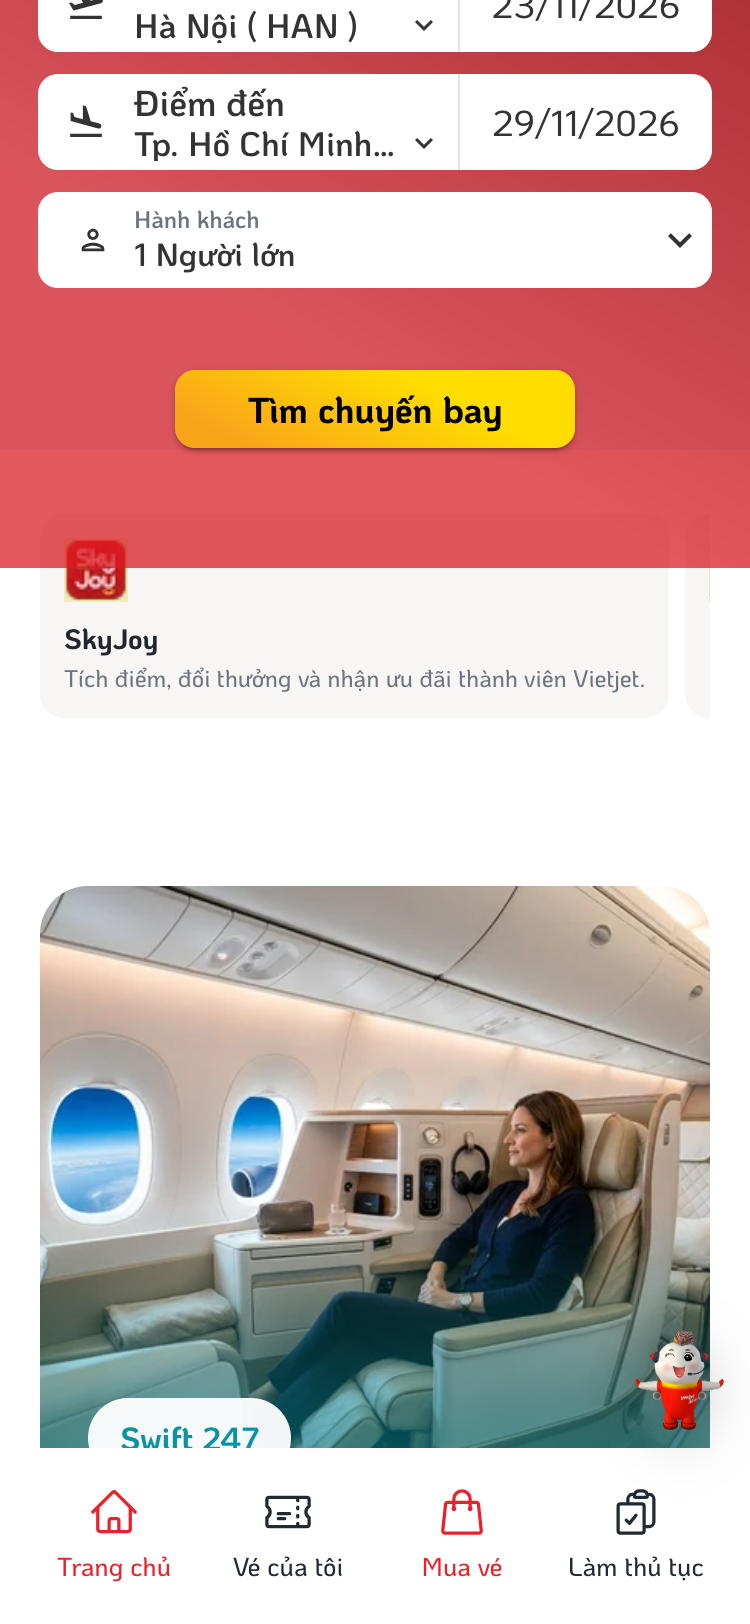 Hà Nội ( HAN )
23/11/2026
Điểm đến
Tp. Hồ Chí Minh...
29/11/2026
Hành khách
1 Người lớn
Tìm chuyến bay
Sky
Joy
SkyJoy
Tích điểm, đổi thưởng và nhận ưu đãi thành viên Vietjet.
Swift 247
Trang chủ
Vé của tôi
Mua vé
Làm thủ tục